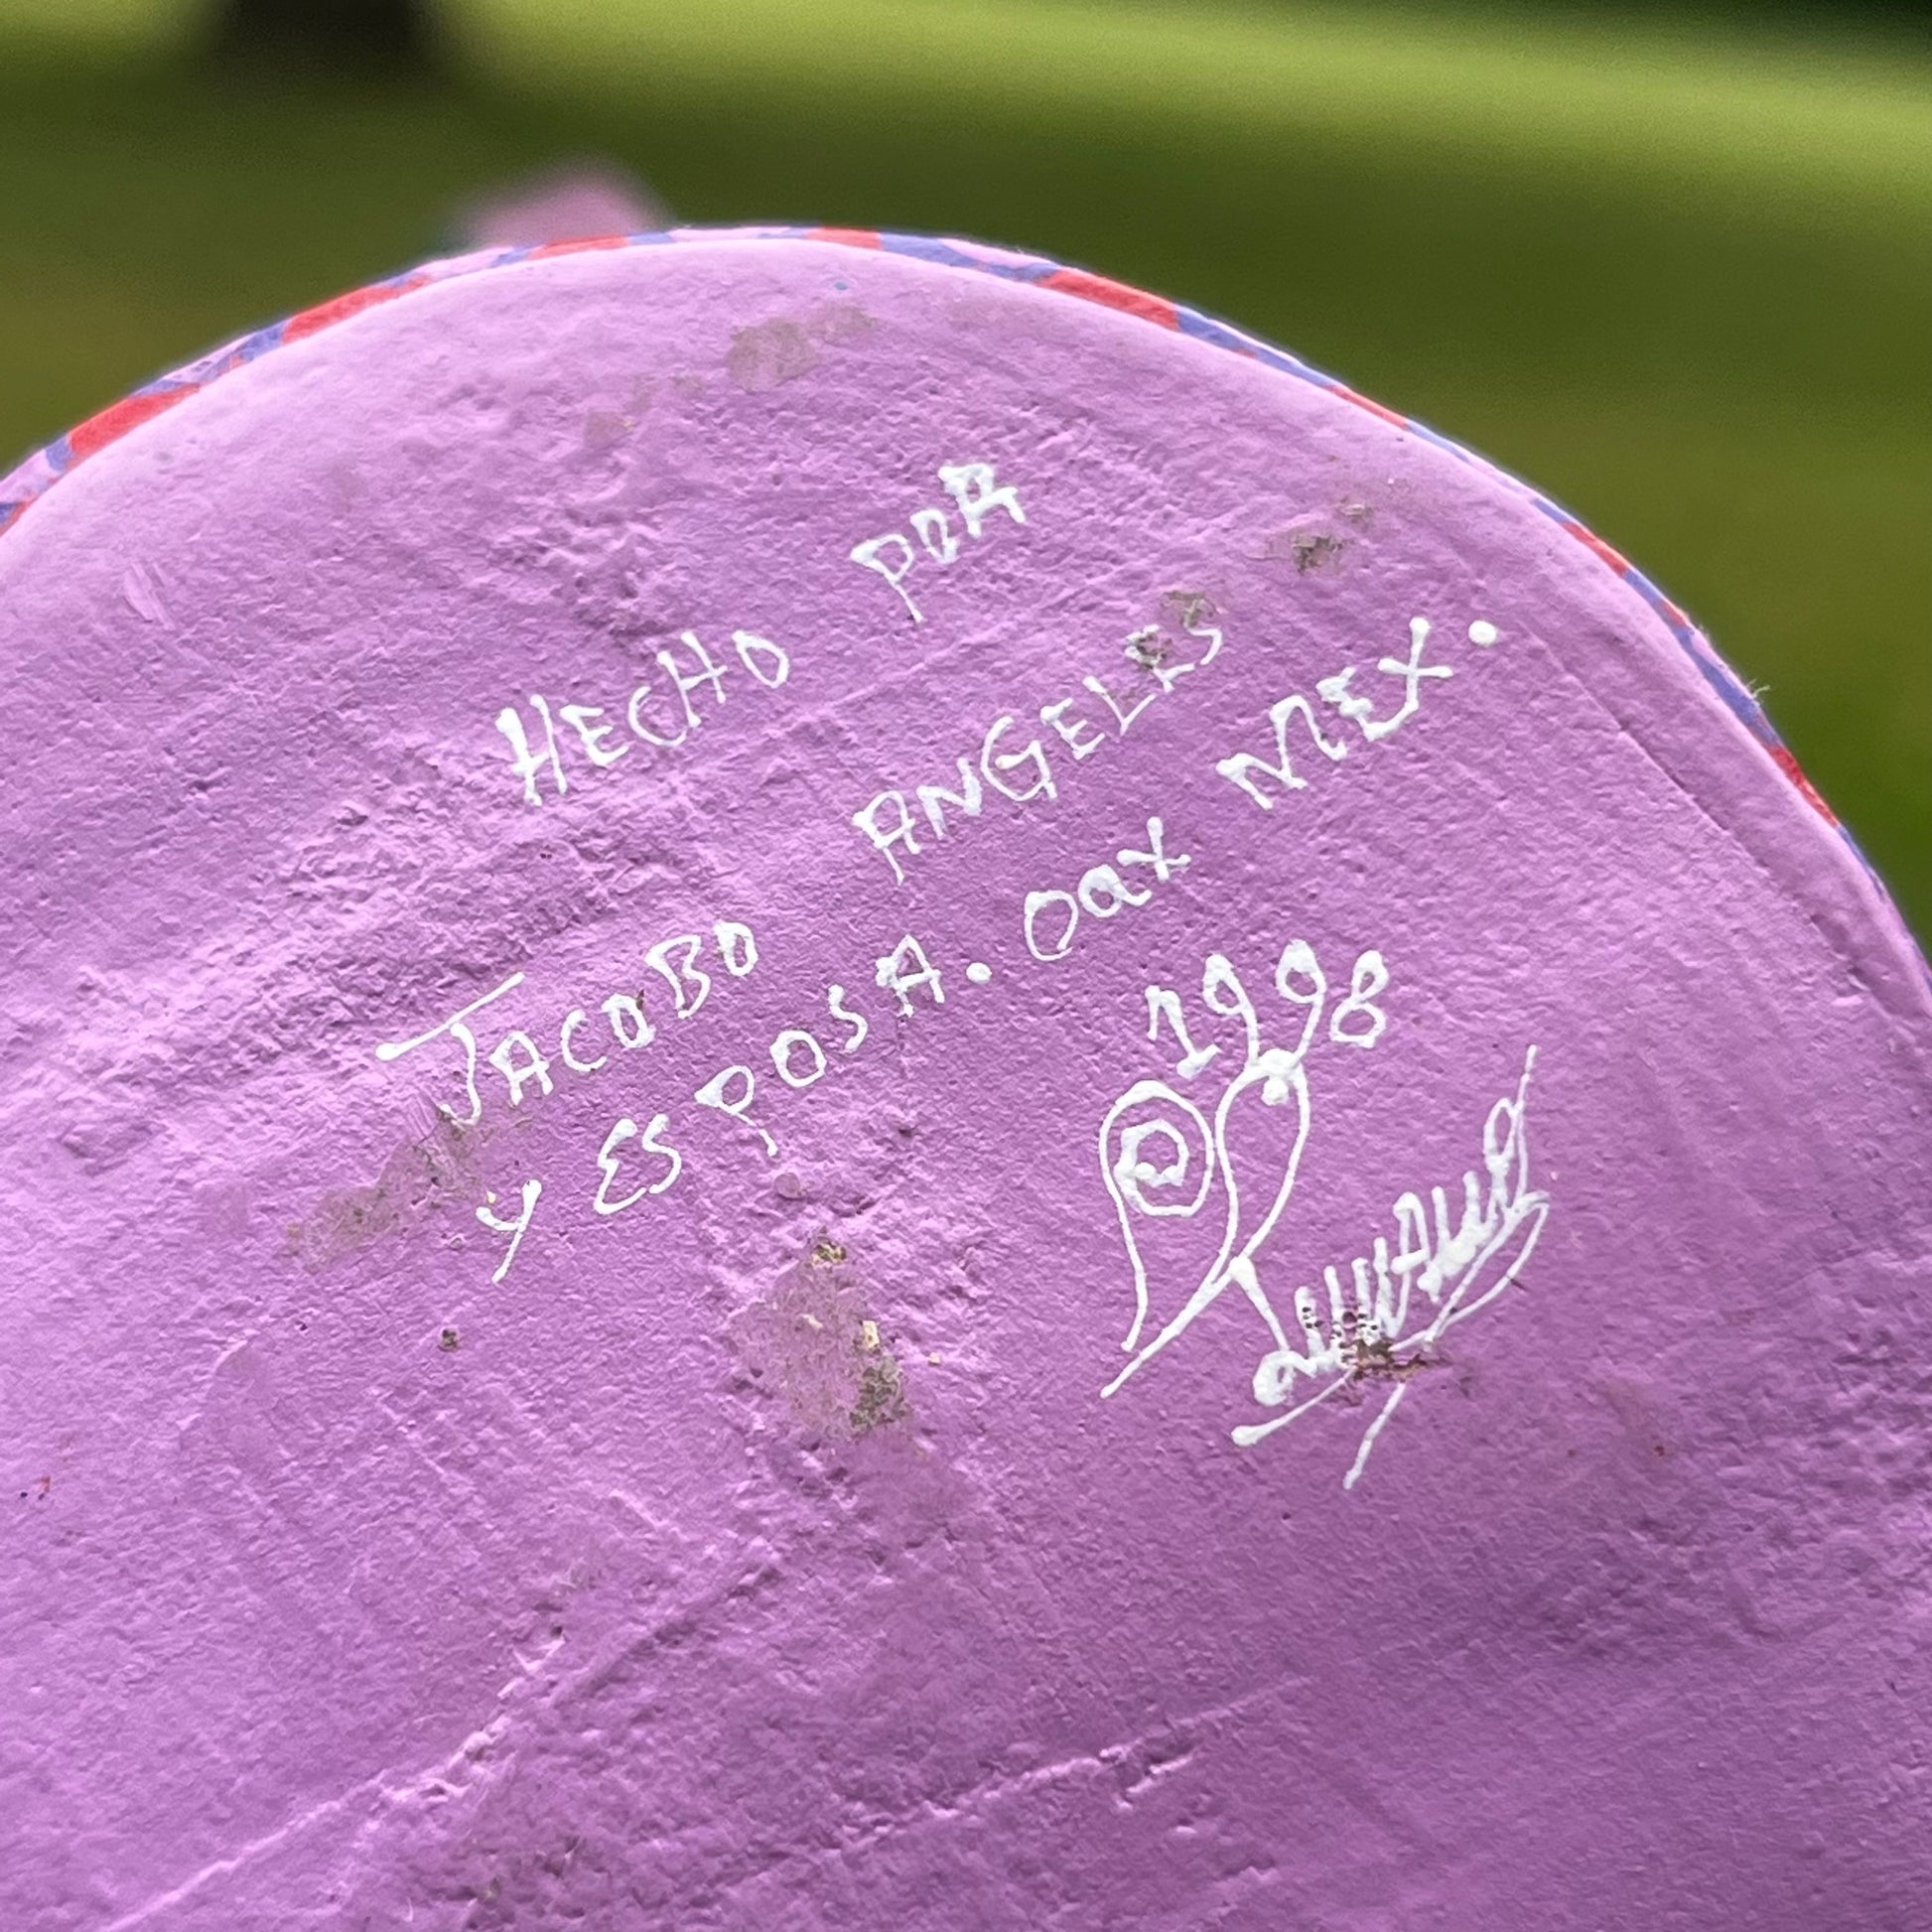 HECHO POR
JACOBO ANGELES
Y ESPOSA. Oax MEX.
1998